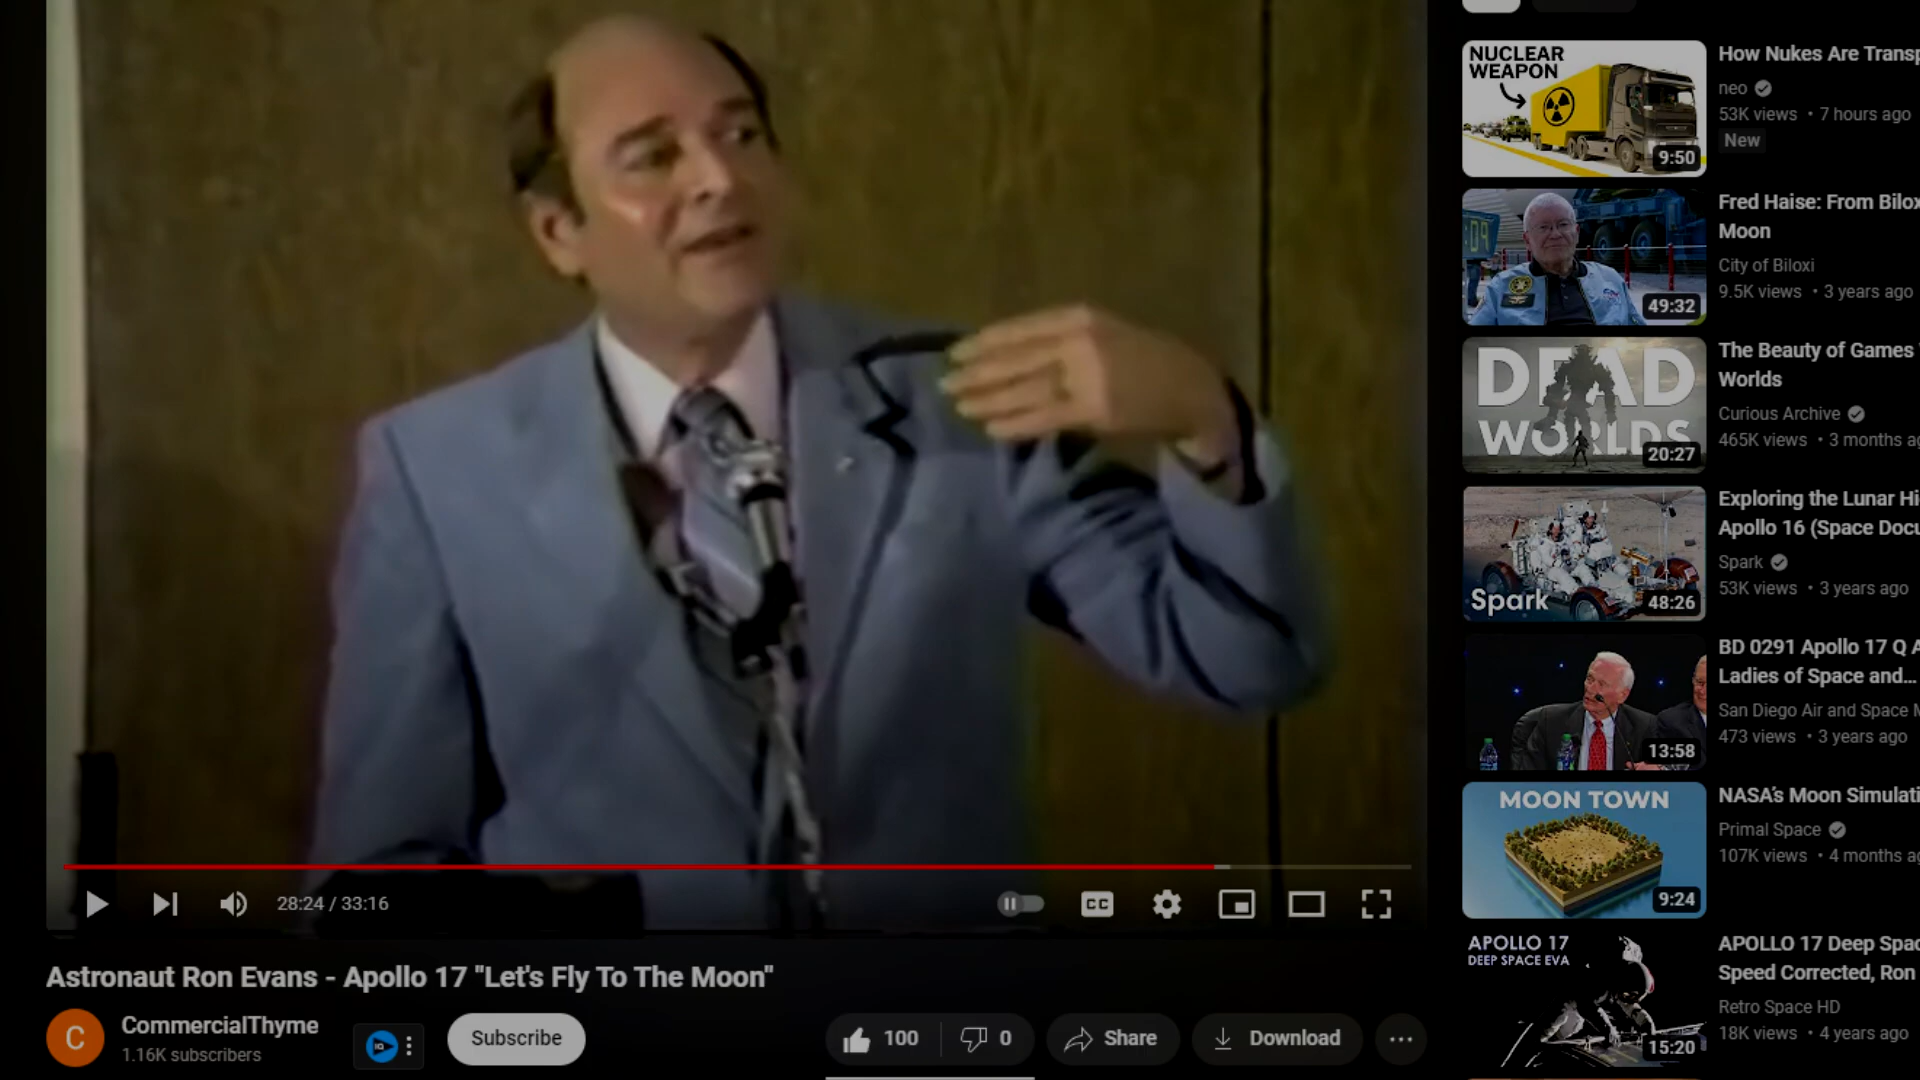 28:24 / 33:16
CC
Astronaut Ron Evans - Apollo 17 "Let's Fly To The Moon"
C
CommercialThyme
1.16K subscribers
Subscribe
100
0
Share
Download
NUCLEAR
WEAPON
9:50
How Nukes Are Transp
neo
53K views • 7 hours ago
New
:09
49:32
Fred Haise: From Bilox
Moon
City of Biloxi
9.5K views • 3 years ago
DEAD
WORLDS
20:27
The Beauty of Games
Worlds
Curious Archive
465K views • 3 months ag
Spark
48:26
Exploring the Lunar Hi
Apollo 16 (Space Docu
Spark
53K views • 3 years ago
13:58
BD 0291 Apollo 17 Q A
Ladies of Space and...
San Diego Air and Space M
473 views • 3 years ago
MOON TOWN
9:24
NASA's Moon Simulati
Primal Space
107K views • 4 months ag
APOLLO 17
DEEP SPACE EVA
15:20
APOLLO 17 Deep Spac
Speed Corrected, Ron
Retro Space HD
18K views • 4 years ago